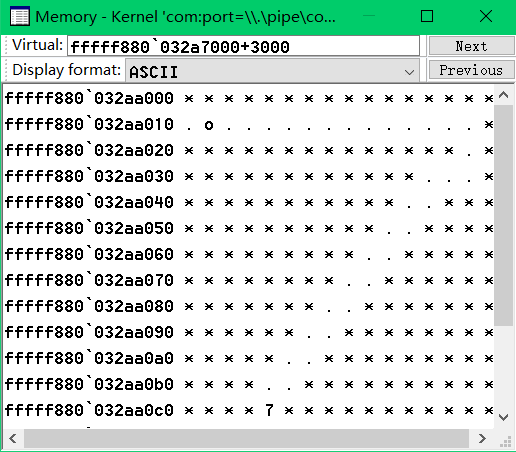 Memory - Kernel 'com:port=\\.\pipe\co...
Virtual: fffff880`032a7000+3000 Next
Display format: ASCII Previous
fffff880`032aa000 * * * * * * * * * * * * * * * *
fffff880`032aa010 . o . . . . . . . . . . . . . *
fffff880`032aa020 * * * * * * * * * * * * * * . *
fffff880`032aa030 * * * * * * * * * * * * . . . *
fffff880`032aa040 * * * * * * * * * * * . . * * *
fffff880`032aa050 * * * * * * * * * * . . * * * *
fffff880`032aa060 * * * * * * * * * . . * * * * *
fffff880`032aa070 * * * * * * * * . . * * * * * *
fffff880`032aa080 * * * * * * * . . * * * * * * *
fffff880`032aa090 * * * * * * . . * * * * * * * *
fffff880`032aa0a0 * * * * * . . * * * * * * * * *
fffff880`032aa0b0 * * * * . . * * * * * * * * * *
fffff880`032aa0c0 * * * * 7 * * * * * * * * * * *